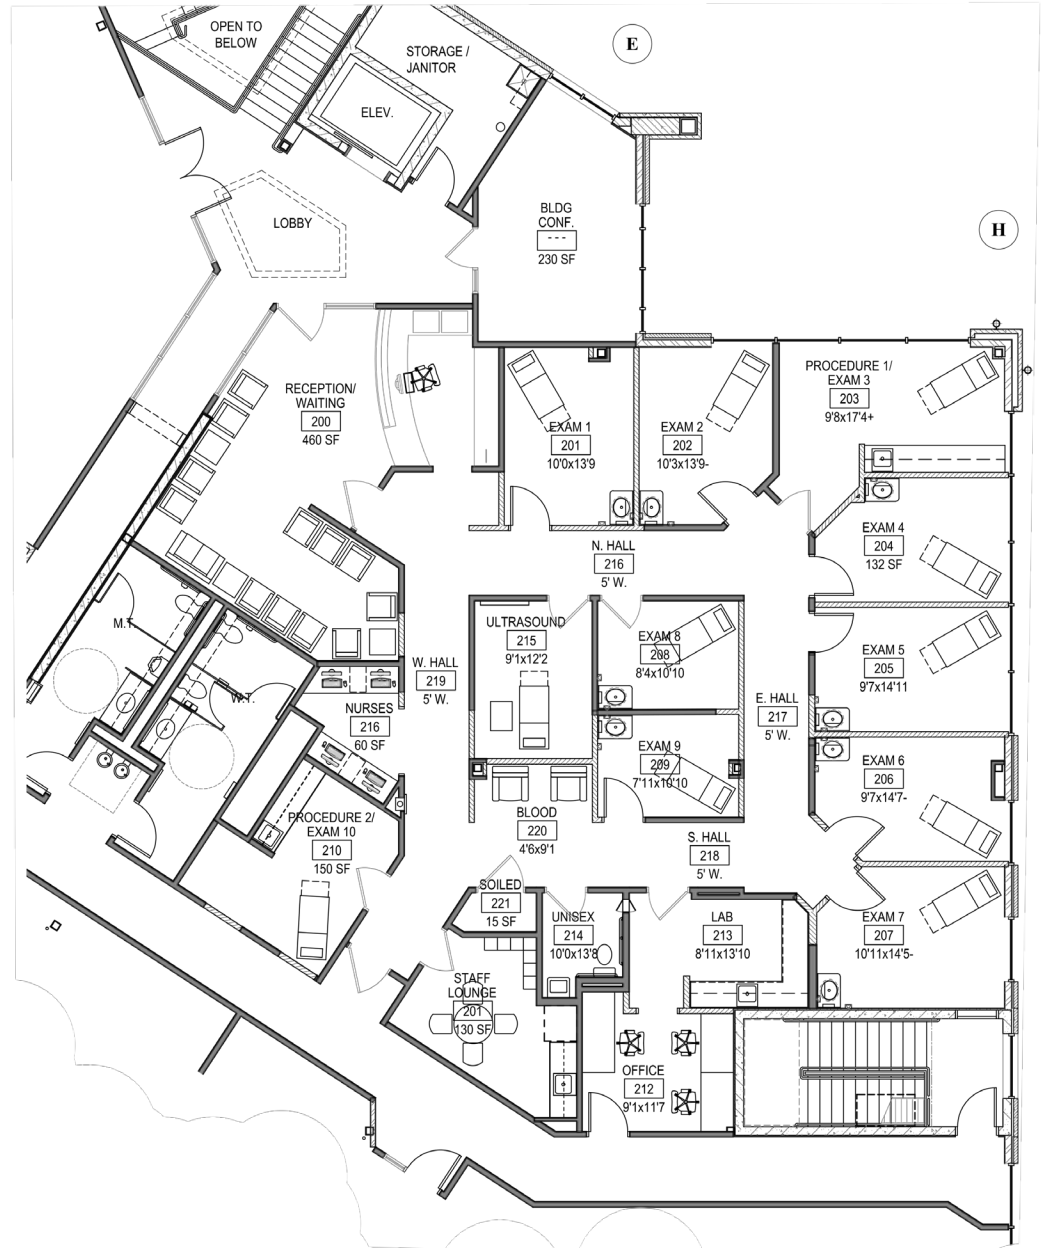 OPEN TO
BELOW
STORAGE /
JANITOR
E
ELEV.
LOBBY
BLDG
CONF.
---
230 SF
H
RECEPTION/
WAITING
200
460 SF
EXAM 1
201
10'0x13'9
EXAM 2
202
10'3x13'9-
PROCEDURE 1/
EXAM 3
203
9'8x17'4+
EXAM 4
204
132 SF
N. HALL
216
5' W.
M.T.
W.T.
W. HALL
219
5' W.
ULTRASOUND
215
9'1x12'2
EXAM 8
208
8'4x10'10
EXAM 5
205
9'7x14'11
E. HALL
217
5' W.
NURSES
216
60 SF
EXAM 9
209
7'11x10'10
EXAM 6
206
9'7x14'7-
PROCEDURE 2/
EXAM 10
210
150 SF
BLOOD
220
4'6x9'1
S. HALL
218
5' W.
SOILED
221
15 SF
UNISEX
214
10'0x13'8
LAB
213
8'11x13'10
EXAM 7
207
10'11x14'5-
STAFF
LOUNGE
201
130 SF
OFFICE
212
9'1x11'7